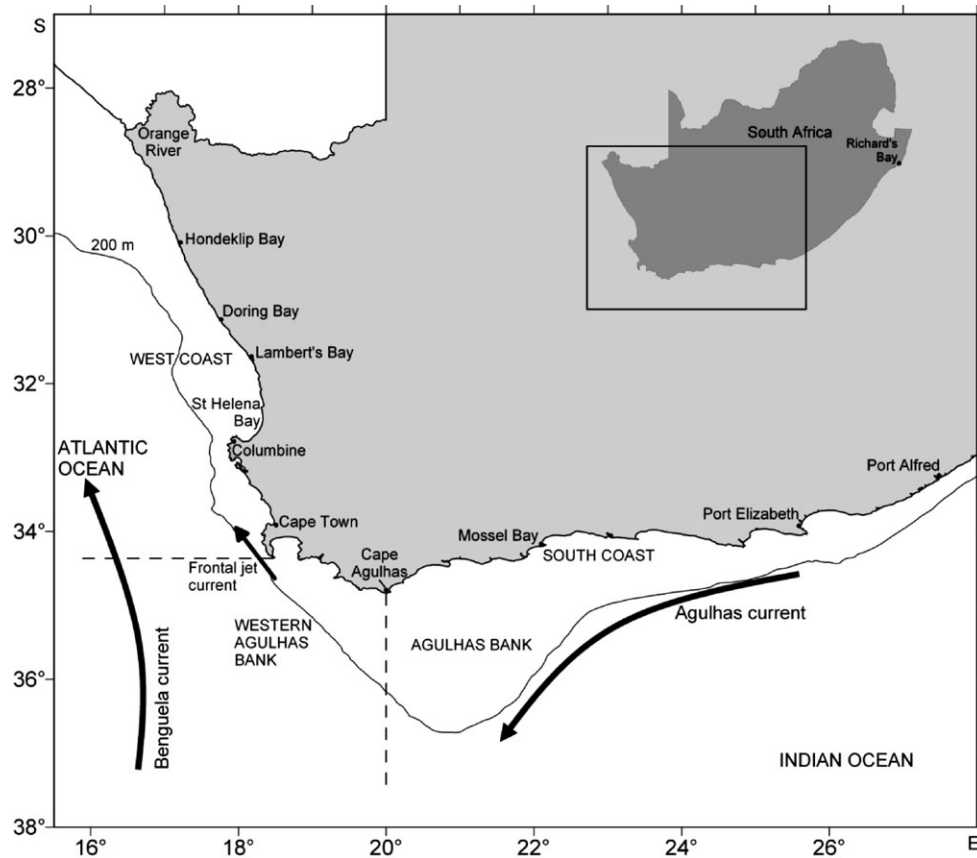 S
28°
30°
32°
34°
36°
38°
16°
18°
20°
22°
24°
26°
E
Orange
River
South Africa
Richard's
Bay
Hondeklip Bay
200 m
Doring Bay
WEST COAST
Lambert's Bay
St Helena
Bay
Columbine
ATLANTIC
OCEAN
Cape Town
Frontal jet
current
Cape
Agulhas
Mossel Bay
SOUTH COAST
Port Elizabeth
Port Alfred
Agulhas current
WESTERN
AGULHAS
BANK
AGULHAS BANK
Benguela current
INDIAN OCEAN